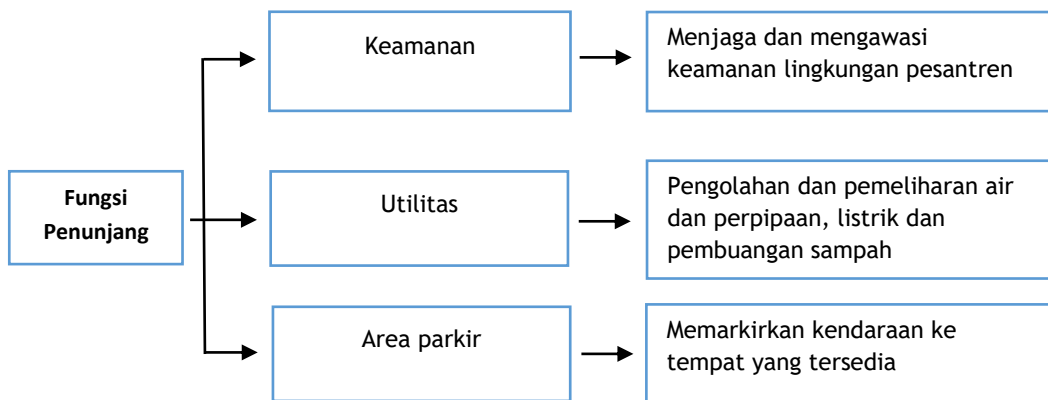 Keamanan
Menjaga dan mengawasi
keamanan lingkungan pesantren
Fungsi
Penunjang
Utilitas
Pengolahan dan pemeliharan air
dan perpipaan, listrik dan
pembuangan sampah
Area parkir
Memarkirkan kendaraan ke
tempat yang tersedia